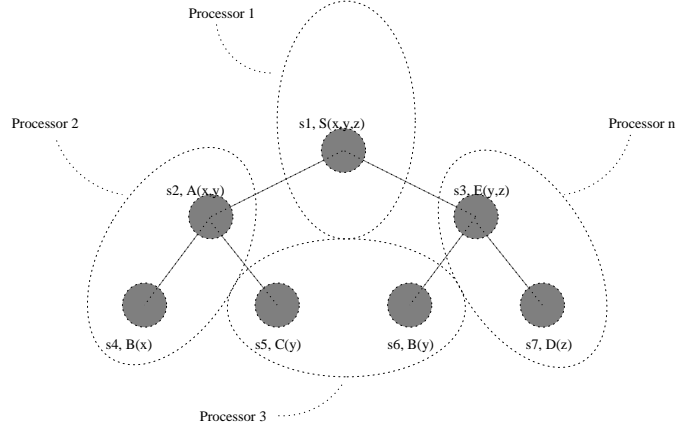 Processor 1
Processor 2
Processor n
s1, S(x,y,z)
s2, A(x,y)
s3, E(y,z)
s4, B(x)
s5, C(y)
s6, B(y)
s7, D(z)
Processor 3